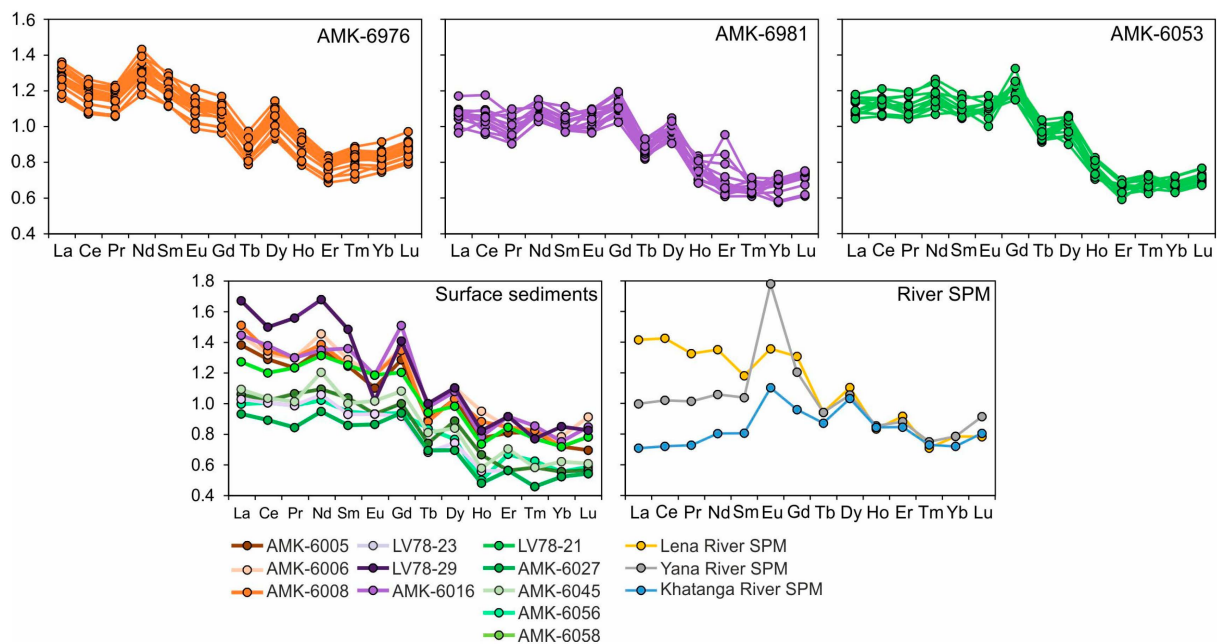 AMK-6976
AMK-6981
AMK-6053
1.6
1.4
1.2
1.0
0.8
0.6
0.4
La Ce Pr Nd Sm Eu Gd Tb Dy Ho Er Tm Yb Lu
La Ce Pr Nd Sm Eu Gd Tb Dy Ho Er Tm Yb Lu
La Ce Pr Nd Sm Eu Gd Tb Dy Ho Er Tm Yb Lu
Surface sediments
River SPM
1.8
1.6
1.4
1.2
1.0
0.8
0.6
0.4
La Ce Pr Nd Sm Eu Gd Tb Dy Ho Er Tm Yb Lu
La Ce Pr Nd Sm Eu Gd Tb Dy Ho Er Tm Yb Lu
AMK-6005 LV78-23 LV78-21 Lena River SPM
AMK-6006 LV78-29 AMK-6027 Yana River SPM
AMK-6008 AMK-6016 AMK-6045 Khatanga River SPM
AMK-6056
AMK-6058